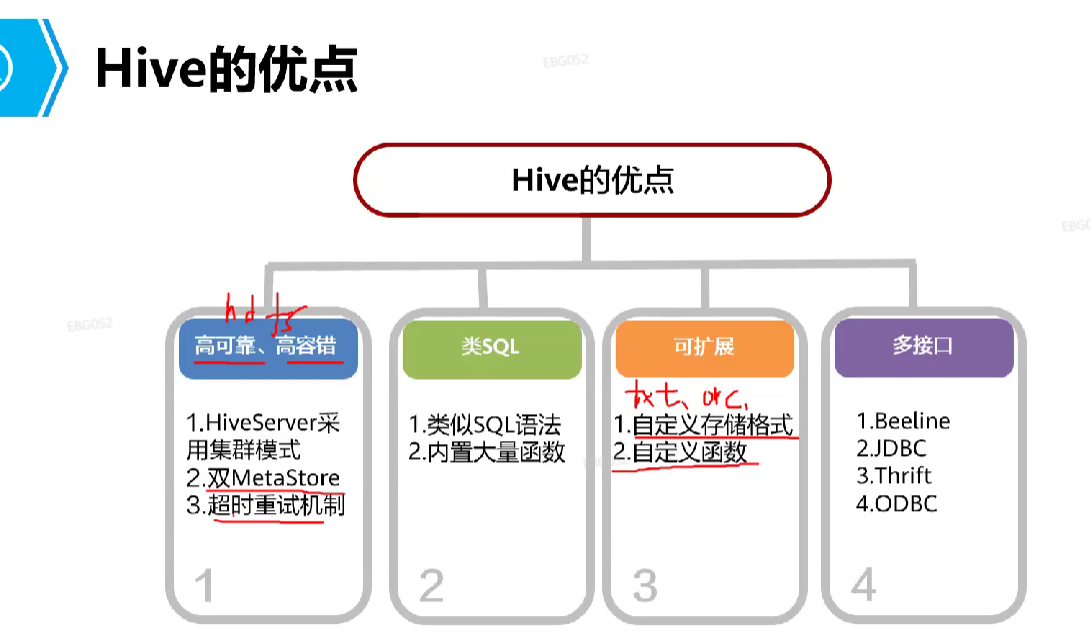 Hive的优点
EBG052
Hive的优点
EBG0
EBG052
hdfs
高可靠、高容错
1.HiveServer采
用集群模式
2.双MetaStore
3.超时重试机制
1
类SQL
1.类似SQL语法
2.内置大量函数
2
可扩展
txt、orc、
1.自定义存储格式
2.自定义函数
3
多接口
1.Beeline
2.JDBC
3.Thrift
4.ODBC
4